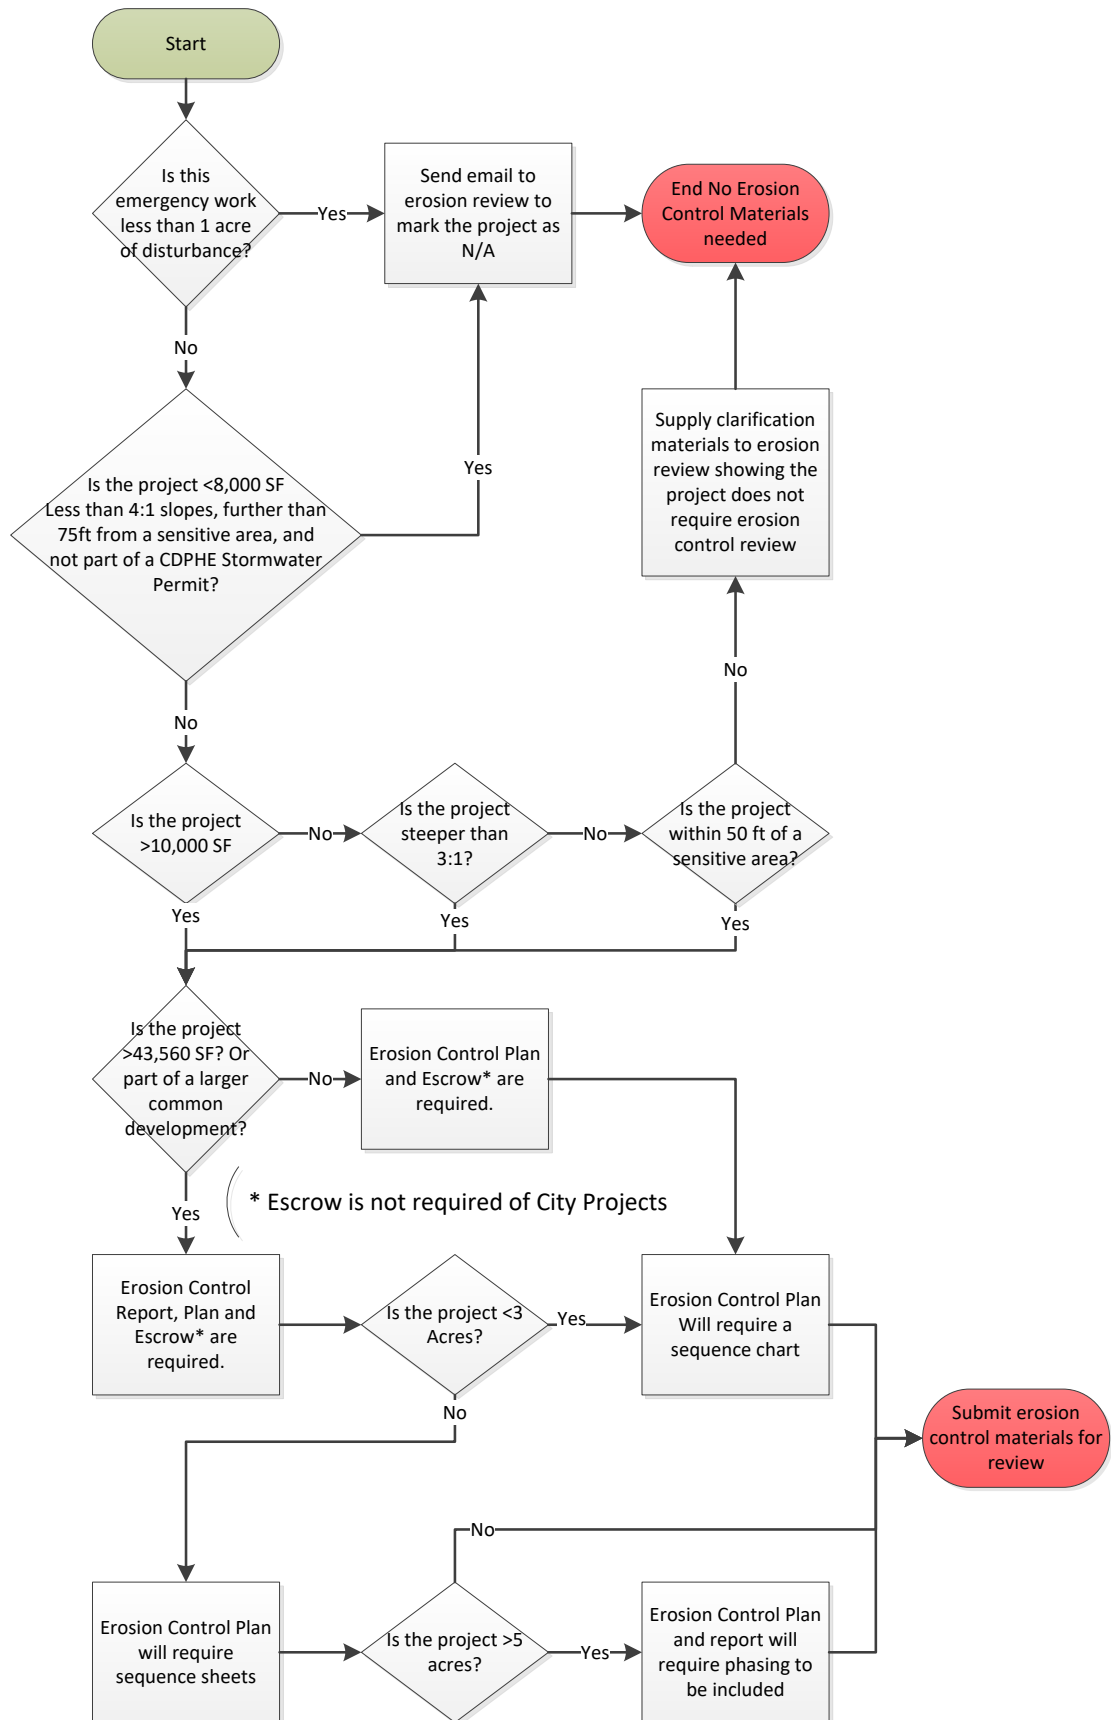 Start
Is this
emergency work
less than 1 acre
of disturbance?
Yes
Send email to
erosion review to
mark the project as
N/A
End No Erosion
Control Materials
needed
No
Is the project <8,000 SF
Less than 4:1 slopes, further than
75ft from a sensitive area, and
not part of a CDPHE Stormwater
Permit?
Yes
Supply clarification
materials to erosion
review showing the
project does not
require erosion
control review
No
No
Is the project
>10,000 SF
No
Is the project
steeper than
3:1?
No
Is the project
within 50 ft of a
sensitive area?
Yes
Yes
Yes
Is the project
>43,560 SF? Or
part of a larger
common
development?
No
Erosion Control Plan
and Escrow* are
required.
Yes
* Escrow is not required of City Projects
Erosion Control
Report, Plan and
Escrow* are
required.
Is the project <3
Acres?
Yes
Erosion Control Plan
Will require a
sequence chart
No
Submit erosion
control materials for
review
No
Erosion Control Plan
will require
sequence sheets
Is the project >5
acres?
Yes
Erosion Control Plan
and report will
require phasing to
be included